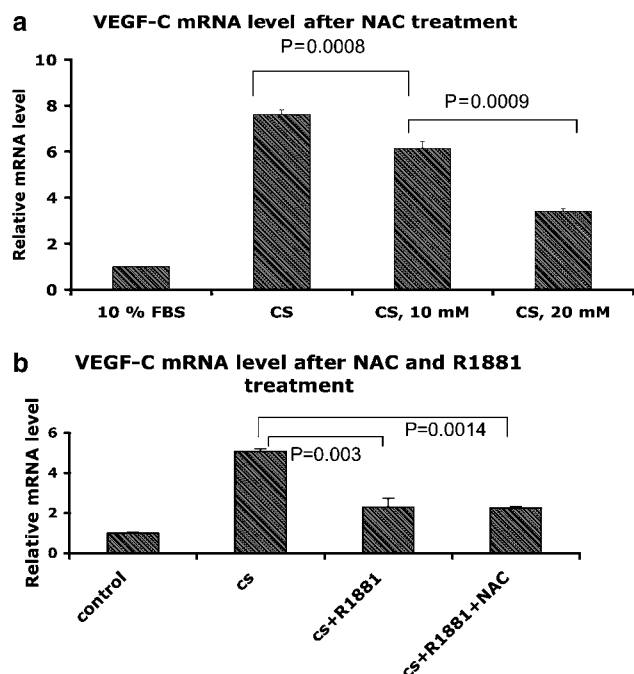 a
VEGF-C mRNA level after NAC treatment
P=0.0008
P=0.0009
Relative mRNA level
10
8
6
4
2
0
10 % FBS CS CS, 10 mM CS, 20 mM
b
VEGF-C mRNA level after NAC and R1881
treatment
P=0.0014
P=0.003
Relative mRNA level
6
4
2
0
control cs cs+R1881 cs+R1881+NAC